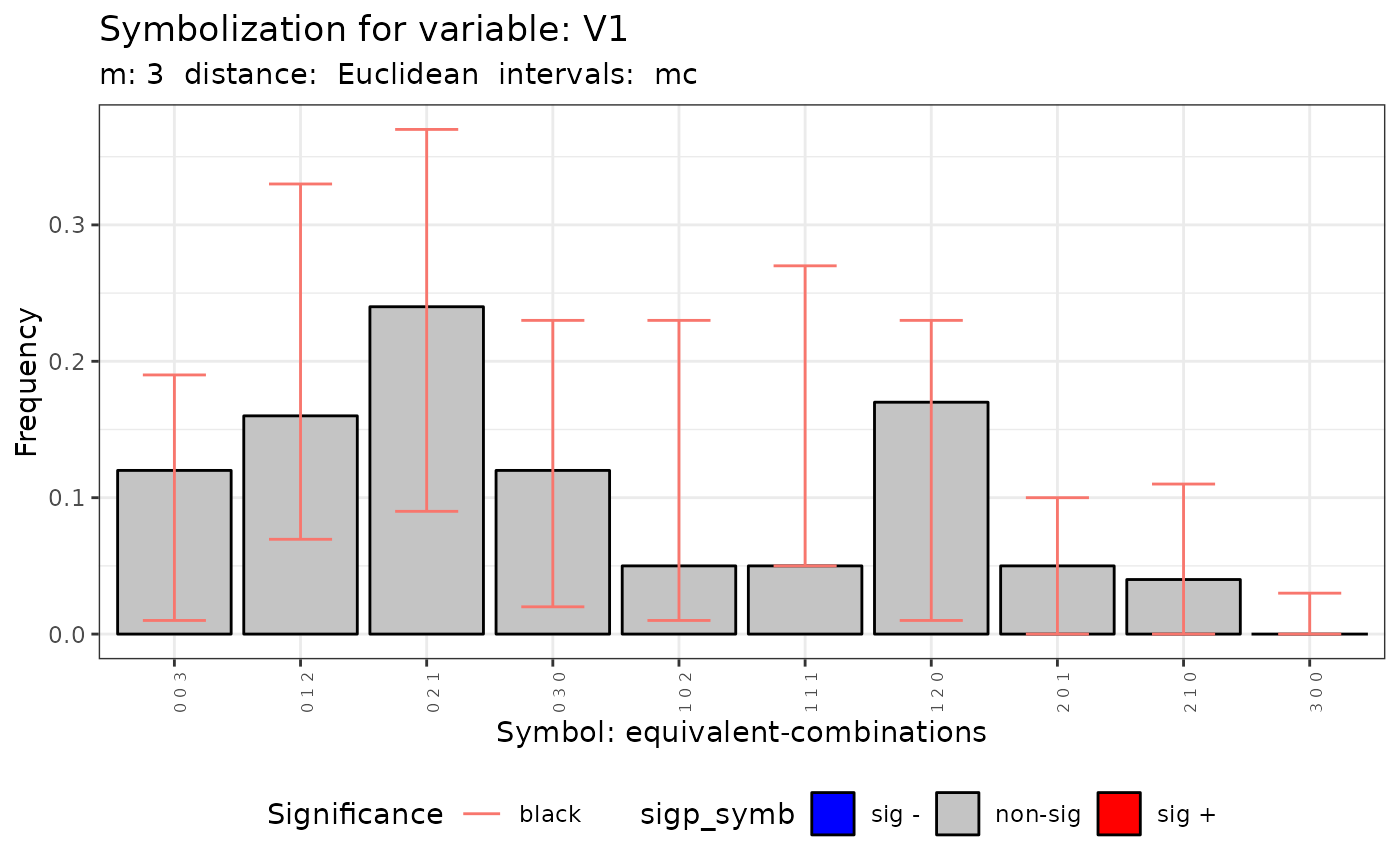 Symbolization for variable: V1
m: 3  distance:  Euclidean  intervals:  mc
Frequency
0.3
0.2
0.1
0.0
0 0 3
0 1 2
0 2 1
0 3 0
1 0 2
1 1 1
1 2 0
2 0 1
2 1 0
3 0 0
Symbol: equivalent-combinations
Significance black sigp_symb sig - non-sig sig +